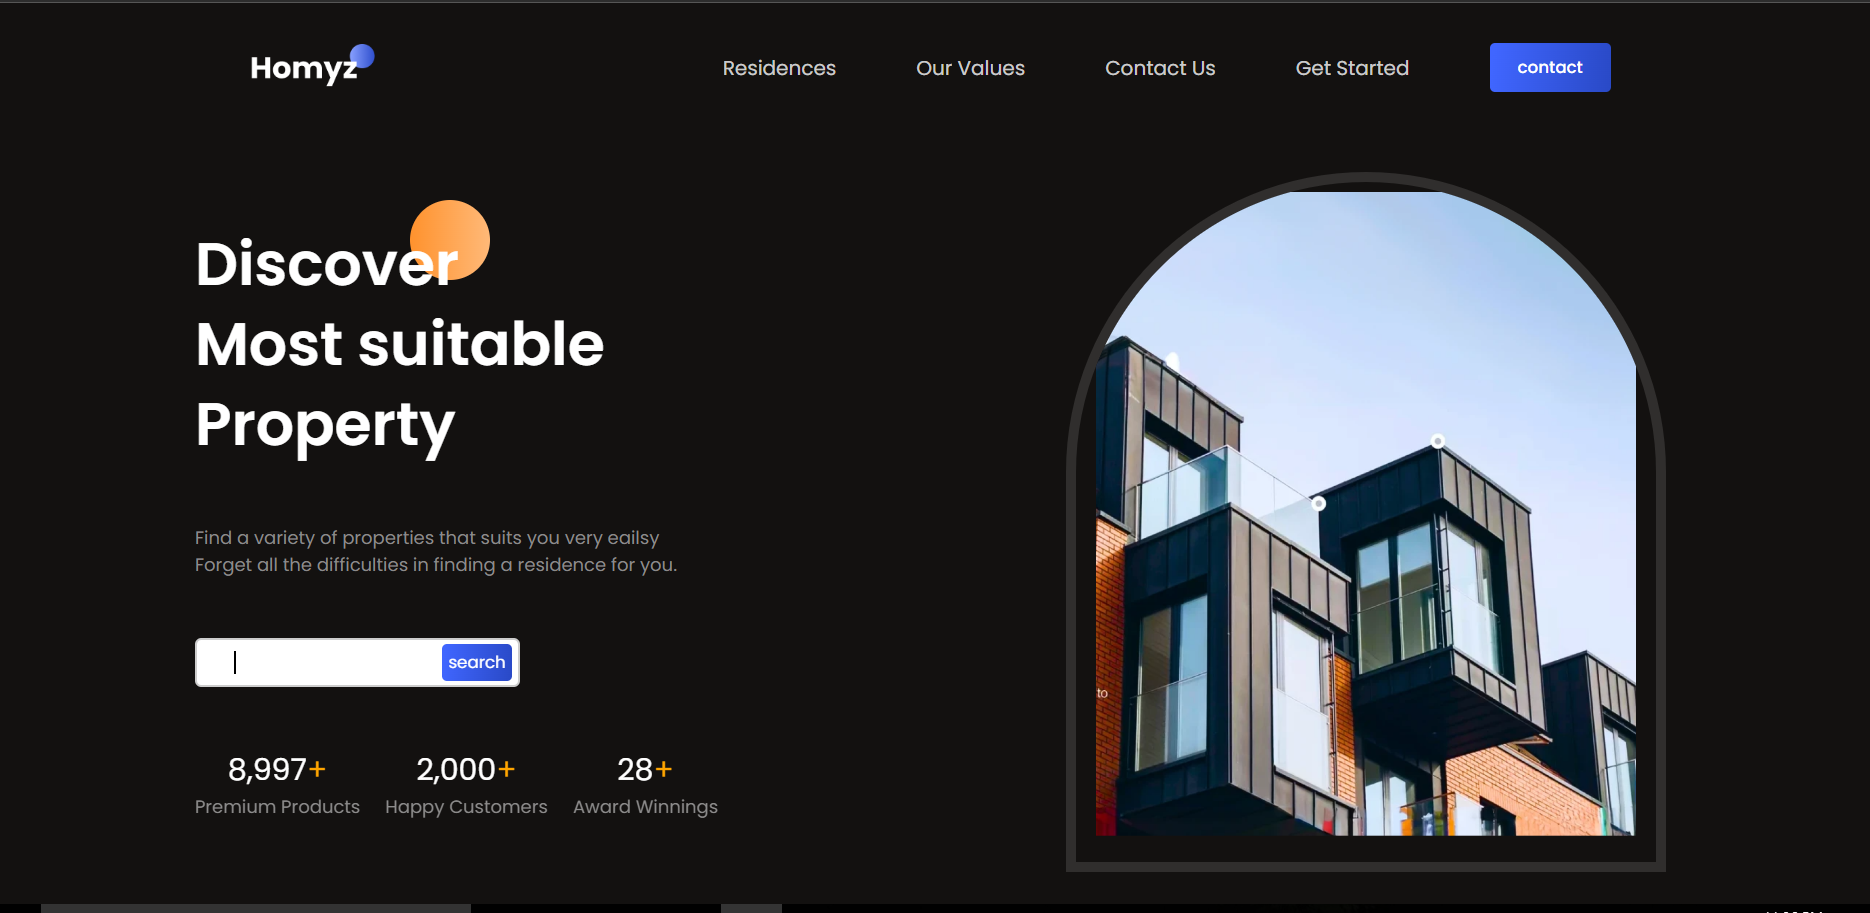 Homyz
Residences
Our Values
Contact Us
Get Started
contact
Discover
Most suitable
Property
Find a variety of properties that suits you very eailsy
Forget all the difficulties in finding a residence for you.
search
8,997+
2,000+
28+
Premium Products
Happy Customers
Award Winnings
to